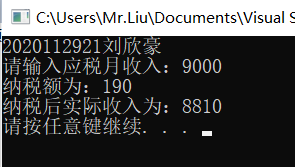 C:\Users\Mr.Liu\Documents\Visual S
2020112921刘欣豪
请输入应税月收入：9000
纳税额为：190
纳税后实际收入为：8810
请按任意键继续. . .